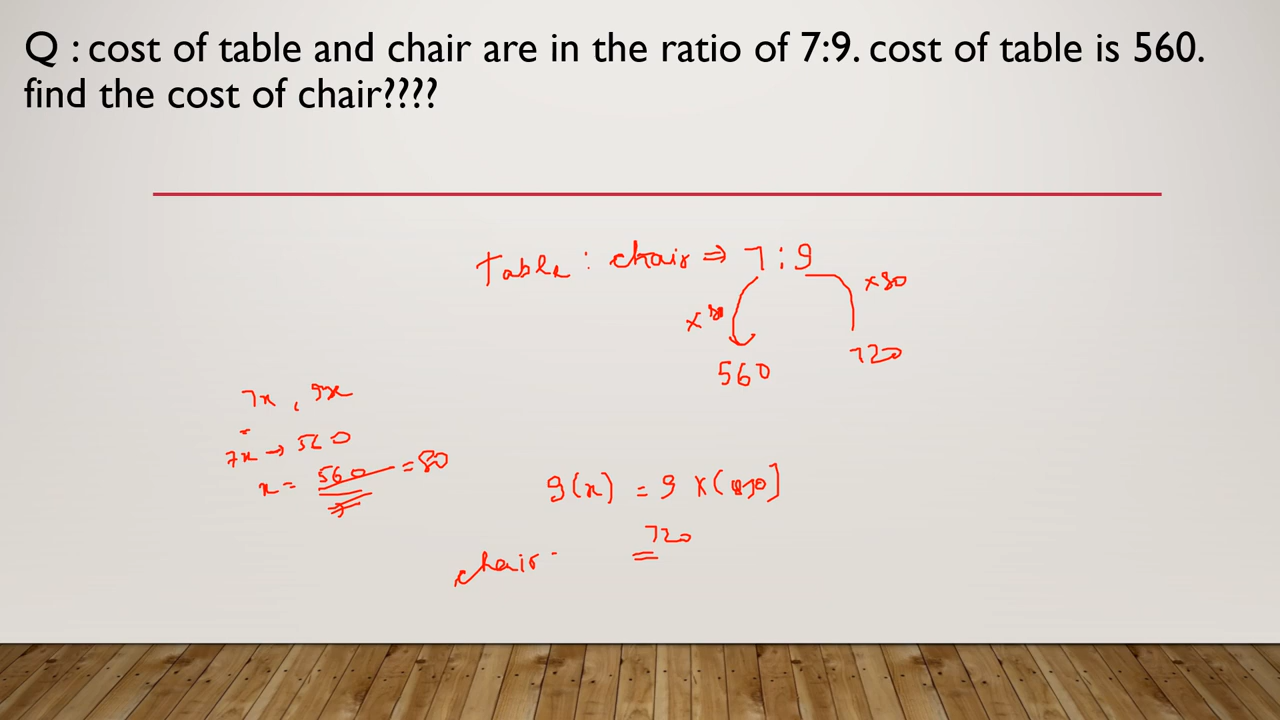 Q : cost of table and chair are in the ratio of 7:9. cost of table is 560.
find the cost of chair????
Table : chair ⇒ 7 : 9
×80
×80
560
720
7x , 9x
7x → 560
x = 560 = 80
9(x) = 9 ×(80]
720
chair